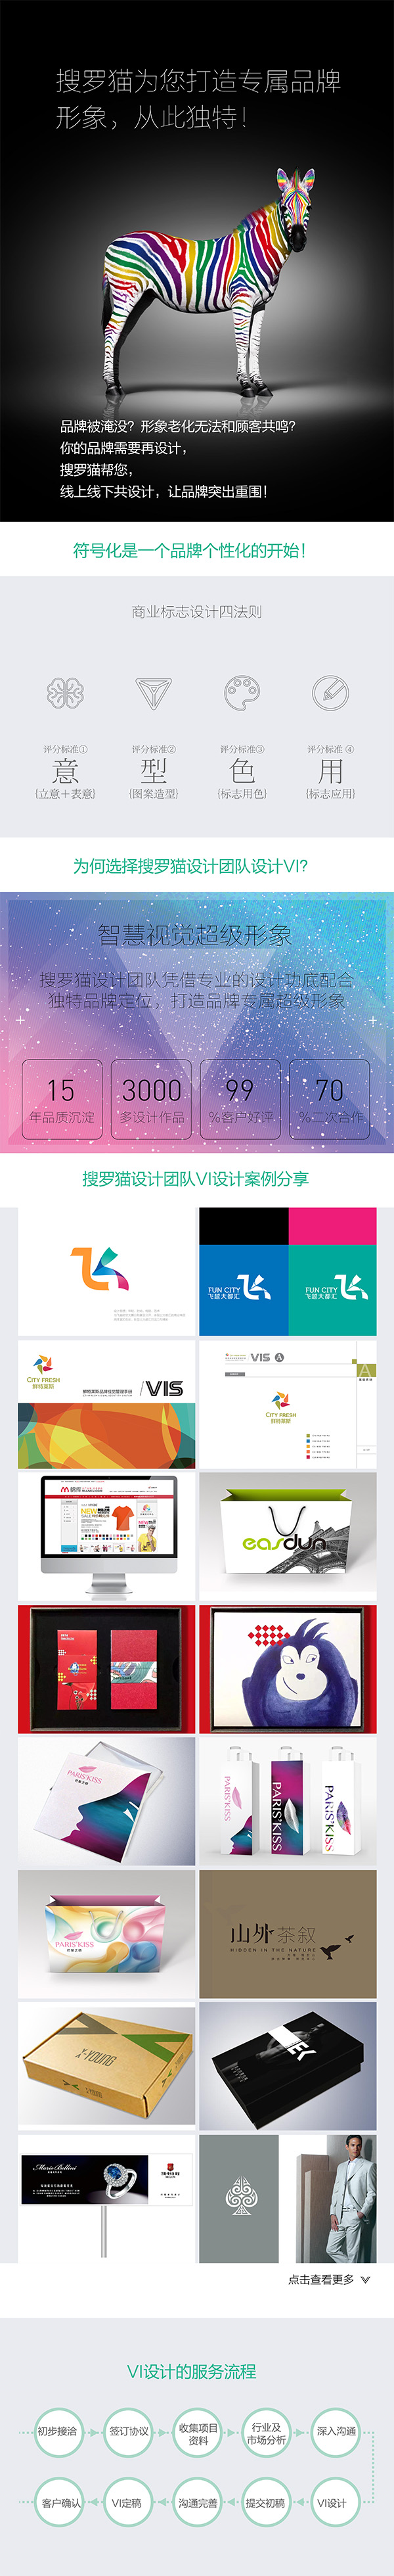 搜罗猫为您打造专属品牌
形象，从此独特！
品牌被淹没？形象老化无法和顾客共鸣？
你的品牌需要再设计，
搜罗猫帮您，
线上线下共设计，让品牌突出重围！
符号化是一个品牌个性化的开始！
商业标志设计四法则
评分标准① 评分标准② 评分标准③ 评分标准 ④
意 型 色 用
(立意＋表意) (图案造型) (标志用色) (标志应用)
为何选择搜罗猫设计团队设计VI？
智慧视觉超级形象
搜罗猫设计团队凭借专业的设计功底配合
独特品牌定位，打造品牌专属超级形象
15 3000 99 70
年品质沉淀 多设计作品 %客户好评 %二次合作
搜罗猫设计团队VI设计案例分享
FUN CITY
飞越大都汇
FUN CITY
飞越大都汇
CITY FRESH
VIS
VIS A
A
CITY FRESH
NEW
easdun
PARIS'KISS
PARIS'KISS
PARIS'KISS
PARIS'KISS
PARIS'KISS
山外茶叙
HIDDEN IN THE NATURE
YOUNG
Mario Bellini
点击查看更多
VI设计的服务流程
初步接洽 签订协议 收集项目资料 行业及市场分析 深入沟通
客户确认 VI定稿 沟通完善 提交初稿 VI设计